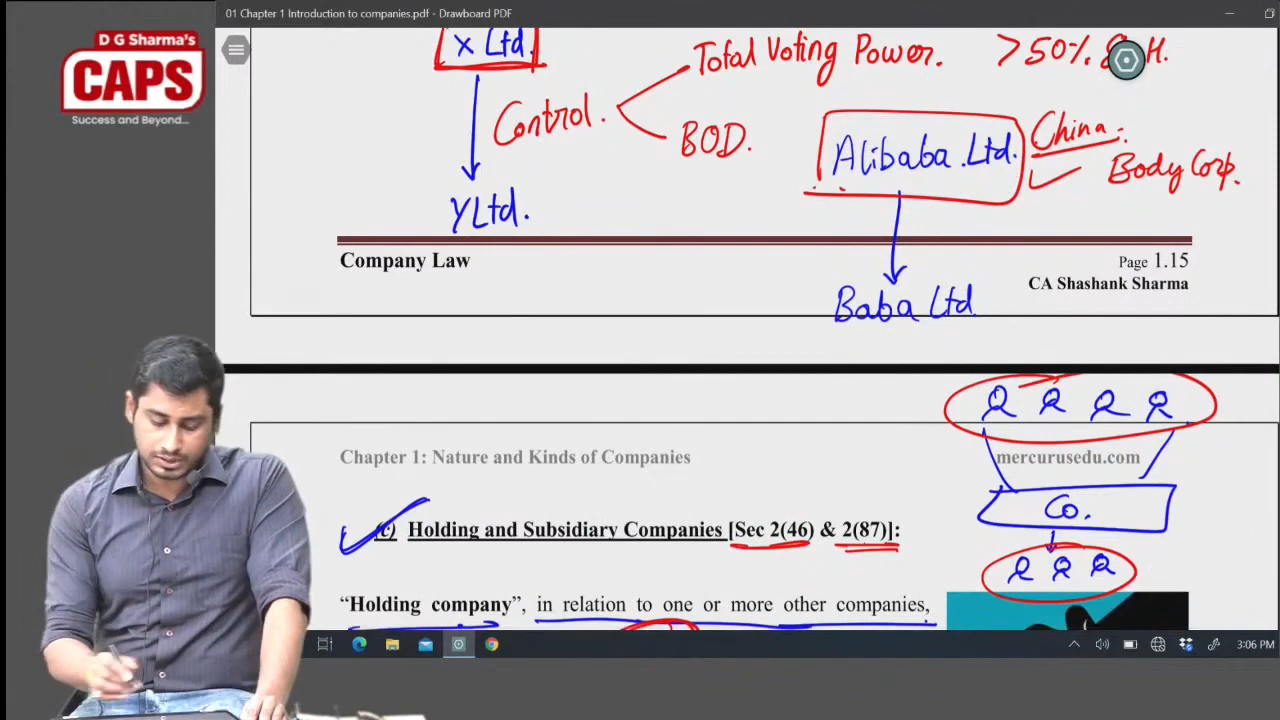 01 Chapter 1 Introduction to companies.pdf - Drawboard PDF
D G SHARMA's
CAPS
Success and Beyond...
X Ltd.
Total Voting Power.
>50%
Control.
BOD.
Alibaba Ltd.
China:
Body Corp.
Y Ltd.
Company Law
Page 1.15
CA Shashank Sharma
Baba Ltd
Chapter 1: Nature and Kinds of Companies
mercurusedu.com
(c) Holding and Subsidiary Companies [Sec 2(46) & 2(87)]:
Co.
“Holding company”, in relation to one or more other companies,
3:06 PM